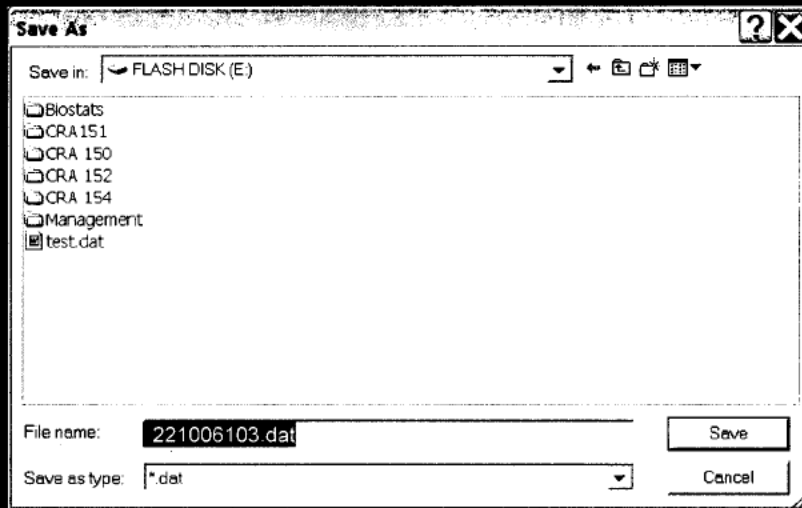 Save As
Save in: FLASH DISK (E:)
Biostats
CRA151
CRA 150
CRA 152
CRA 154
Management
test.dat
File name: 221006103.dat Save
Save as type: *.dat Cancel